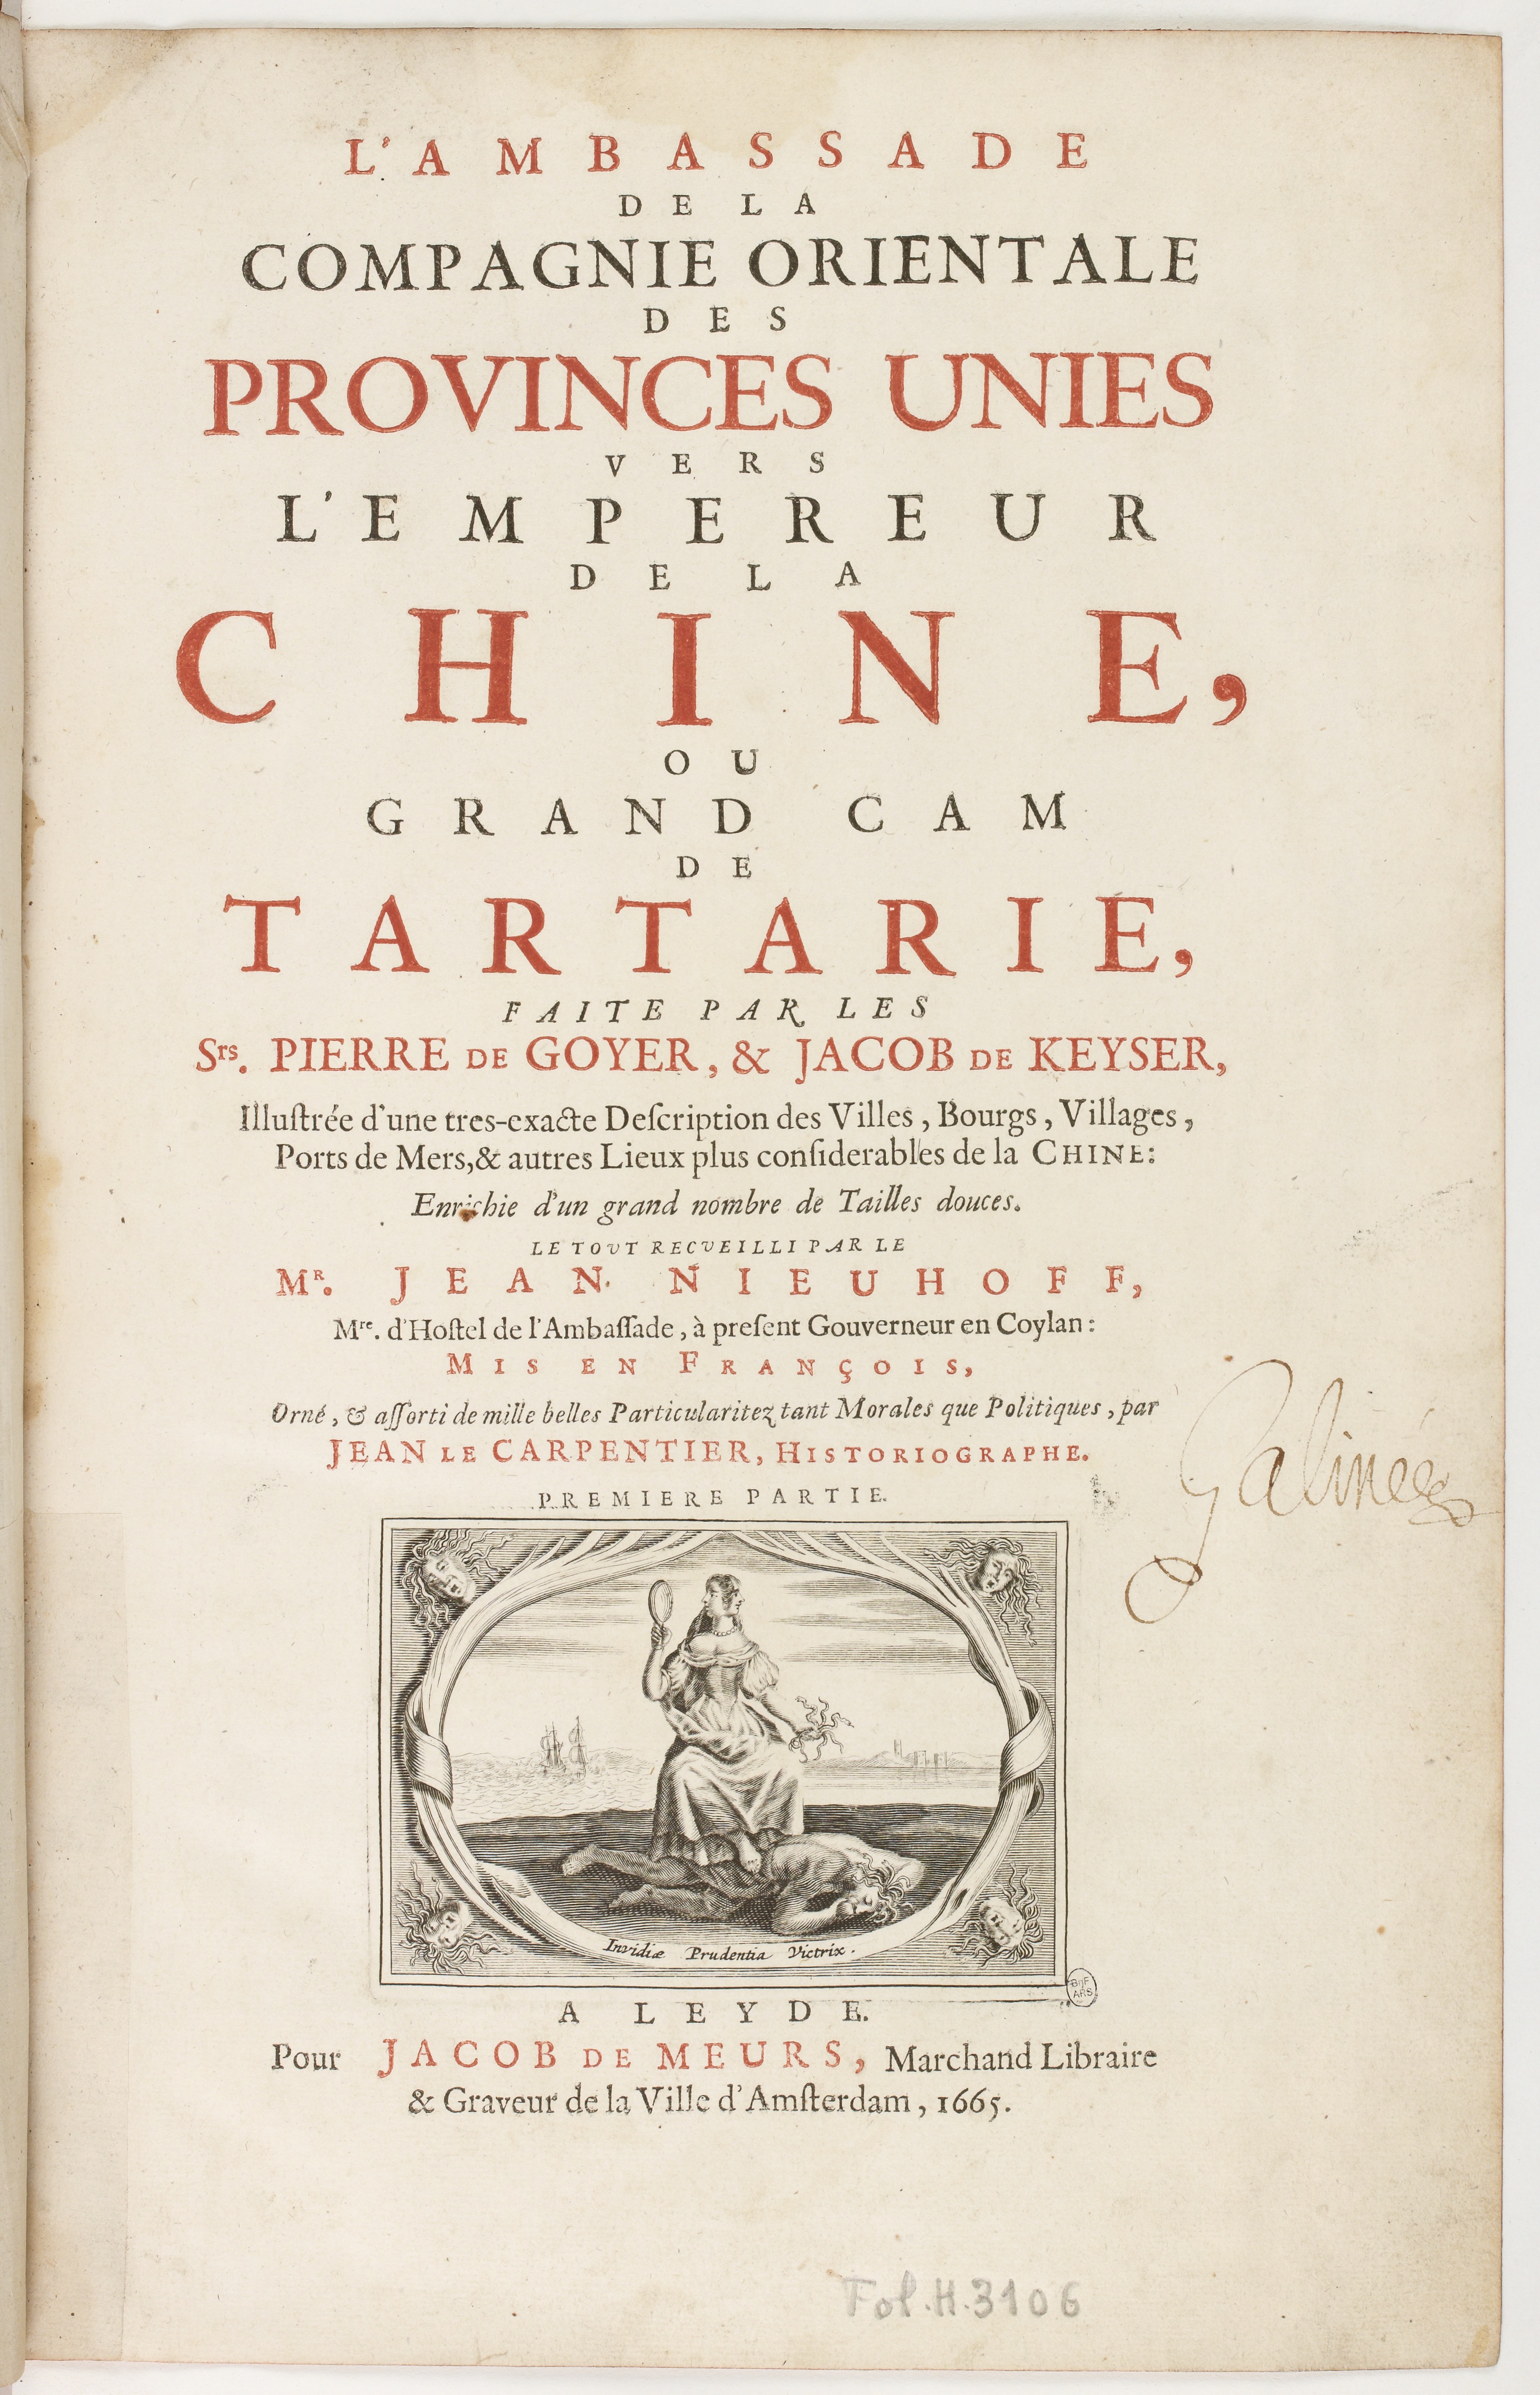 L'AMBASSADE
DE LA
COMPAGNIE ORIENTALE
DES
PROVINCES UNIES
VERS
L'EMPEREUR
DE LA
CHINE,
OU
GRAND CAM
DE
TARTARIE,
FAITE PAR LES
Srs. PIERRE DE GOYER, & JACOB DE KEYSER,
Illuſtrée d'une tres-exacte Deſcription des Villes, Bourgs, Villages,
Ports de Mers, & autres Lieux plus conſiderables de la CHINE:
Enrichie d'un grand nombre de Tailles douces.
LE TOVT RECVEILLI PAR LE
MR. JEAN NIEUHOFF,
Mre. d'Hoſtel de l'Ambaſſade, à preſent Gouverneur en Coylan:
MIS EN FRANÇOIS,
Orné, & aſſorti de mille belles Particularitez tant Morales que Politiques, par
JEAN LE CARPENTIER, HISTORIOGRAPHE.
PREMIERE PARTIE.
Galinée
Invidiæ Prudentia Victrix.
BnF
ARS
A LEYDE.
Pour JACOB DE MEURS, Marchand Libraire
& Graveur de la Ville d'Amſterdam, 1665.
Fol. H. 3106